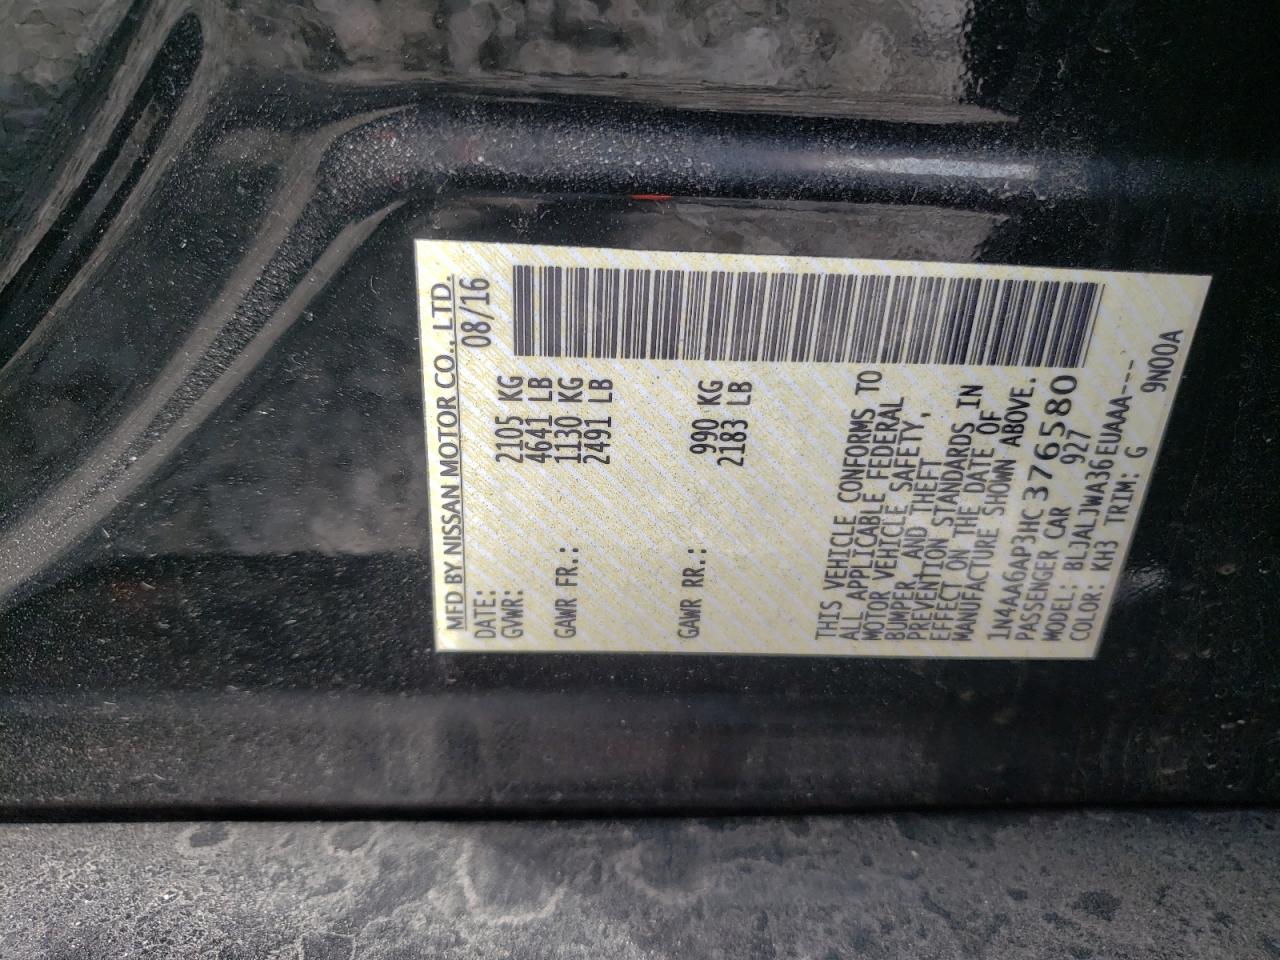 MFD BY NISSAN MOTOR CO., LTD.
DATE: 08/16
GVWR: 2105 KG
4641 LB
GAWR FR.: 1130 KG
2491 LB
GAWR RR.: 990 KG
2183 LB
THIS VEHICLE CONFORMS TO
ALL APPLICABLE FEDERAL
MOTOR VEHICLE SAFETY,
BUMPER AND THEFT
PREVENTION STANDARDS IN
EFFECT ON THE DATE OF
MANUFACTURE SHOWN ABOVE.
1N4AA6AP3HC376580
PASSENGER CAR 927
MODEL: BLJALJWA36EUAAA---
COLOR: KH3 TRIM: G 9N00A